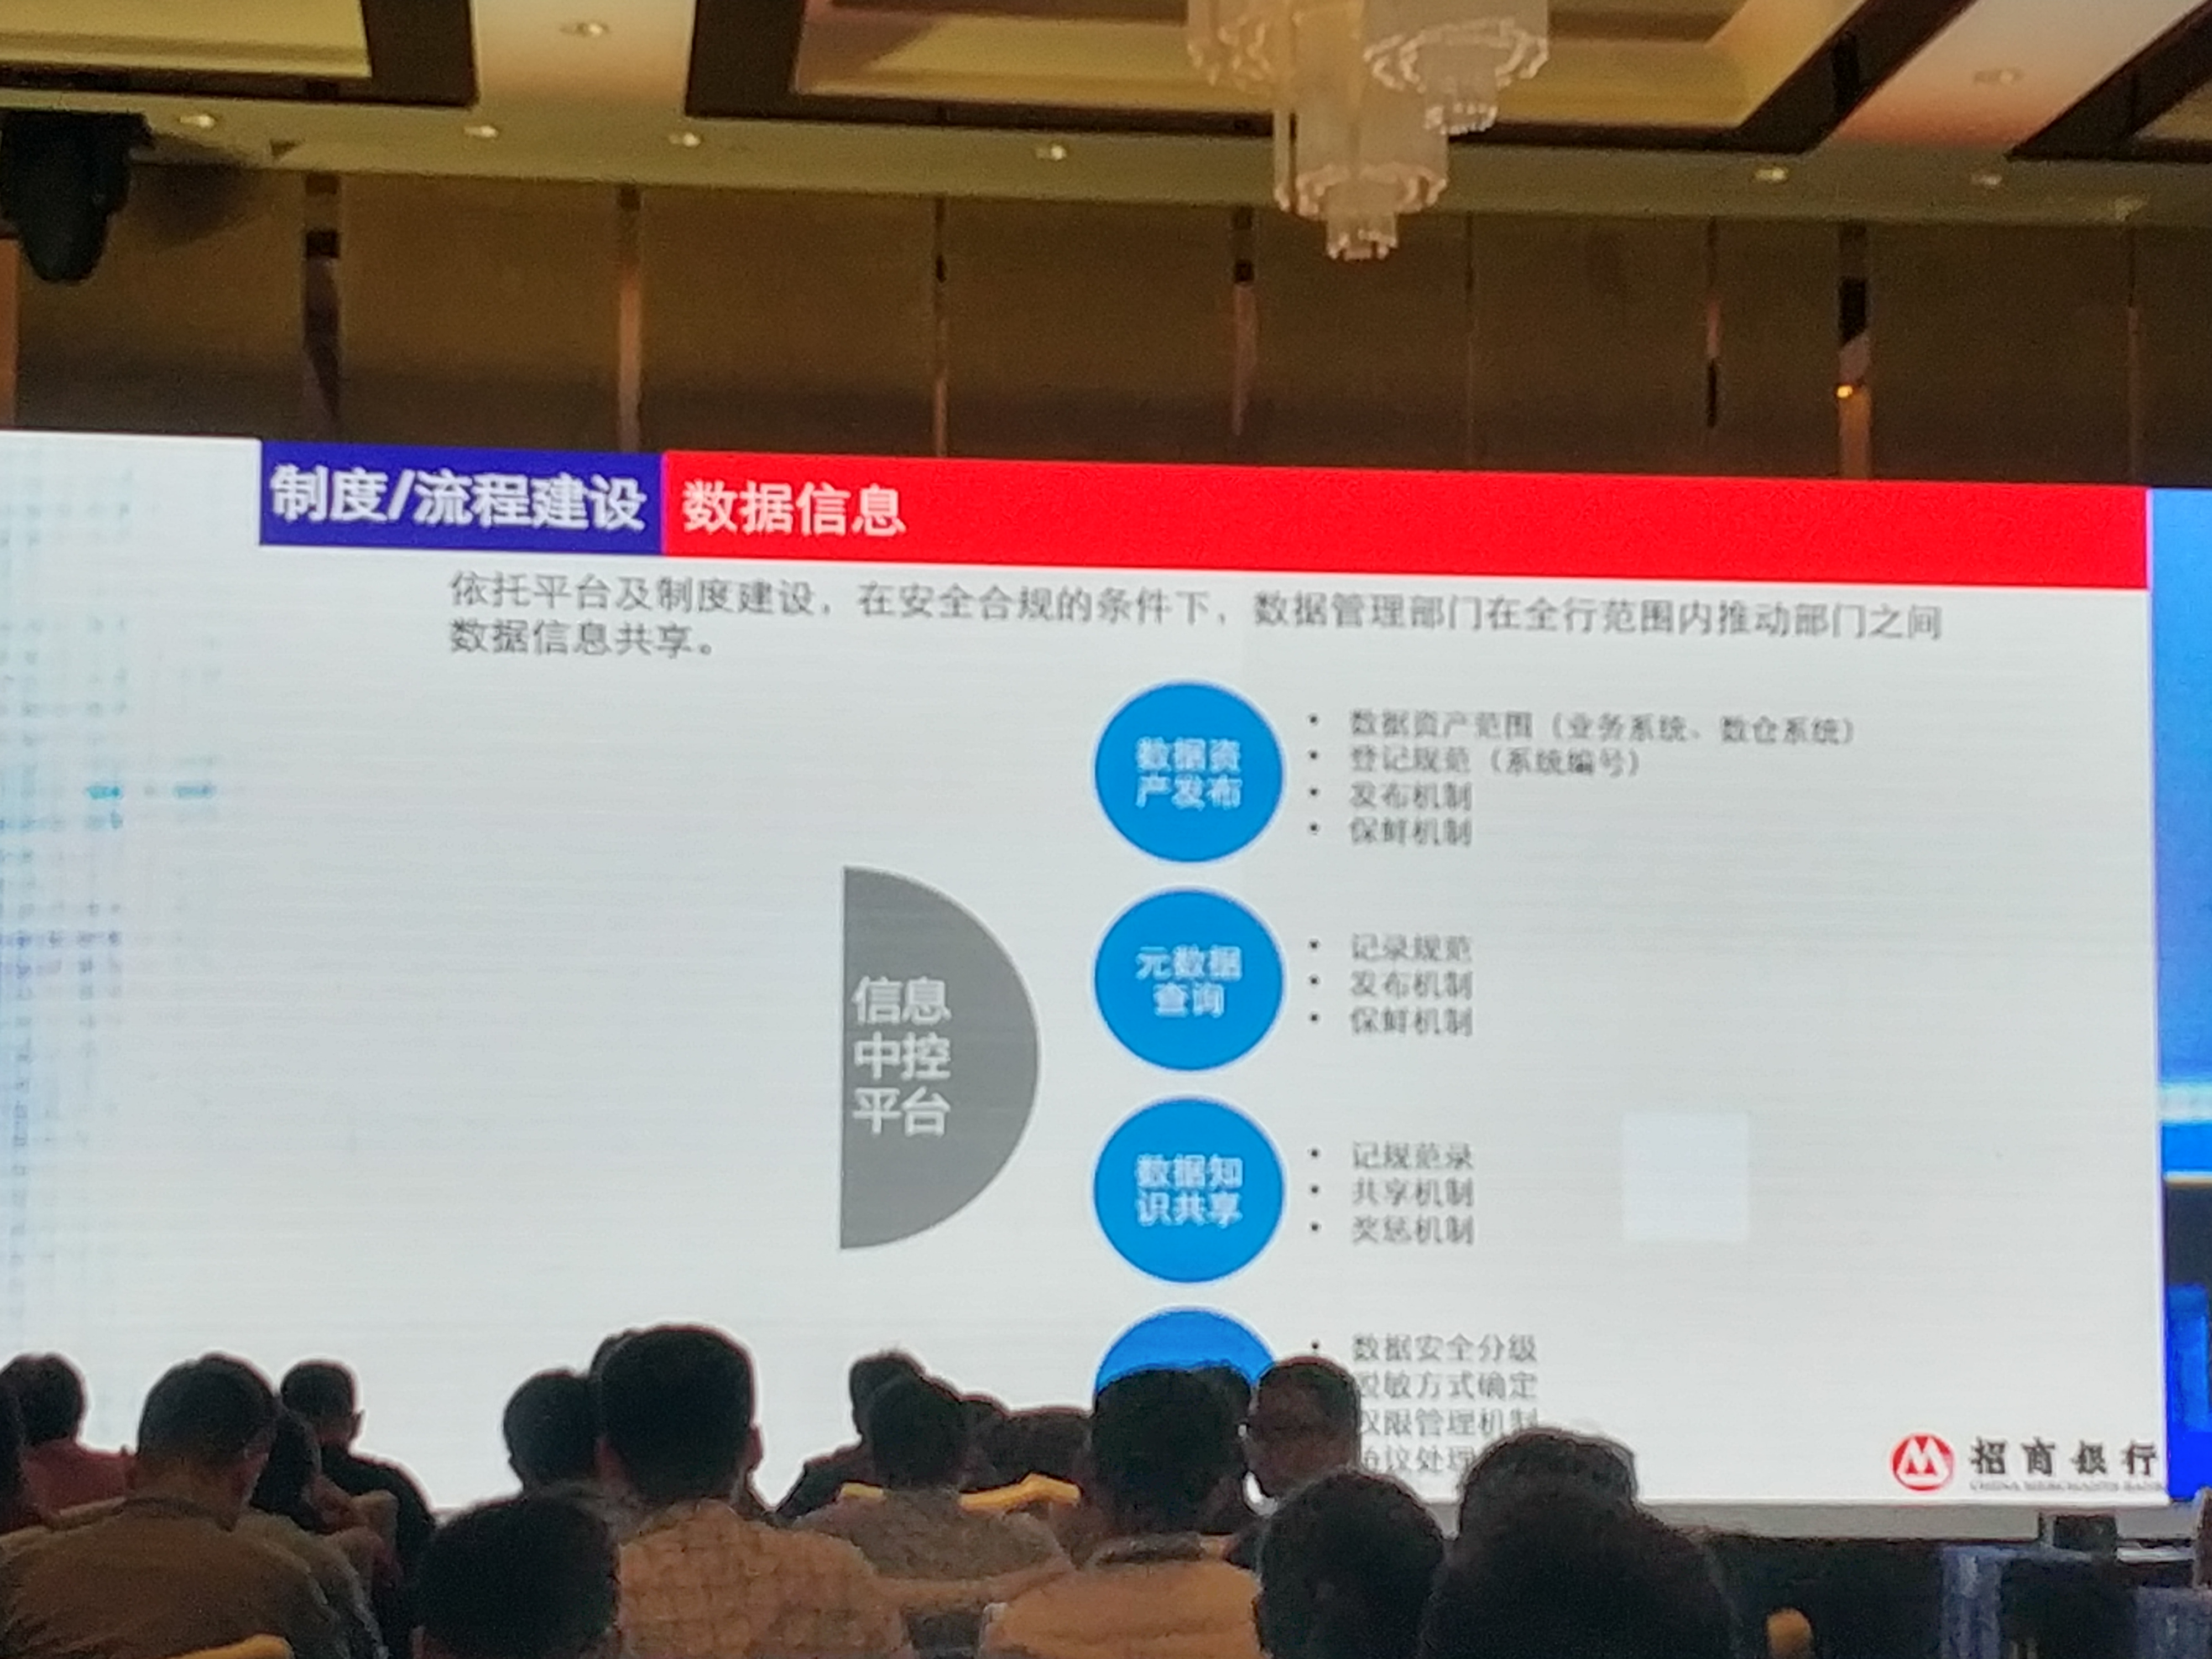 制度/流程建设
数据信息
依托平台及制度建设，在安全合规的条件下，数据管理部门在全行范围内推动部门之间
数据信息共享。
信息
中控
平台
数据资
产发布
• 数据资产范围（业务系统、数仓系统）
• 登记规范（系统编号）
• 发布机制
• 保鲜机制
元数据
查询
• 记录规范
• 发布机制
• 保鲜机制
数据知
识共享
• 记规范录
• 共享机制
• 奖惩机制
• 数据安全分级
脱敏方式确定
权限管理机制
议处理
招商银行
CHINA MERCHANTS BANK